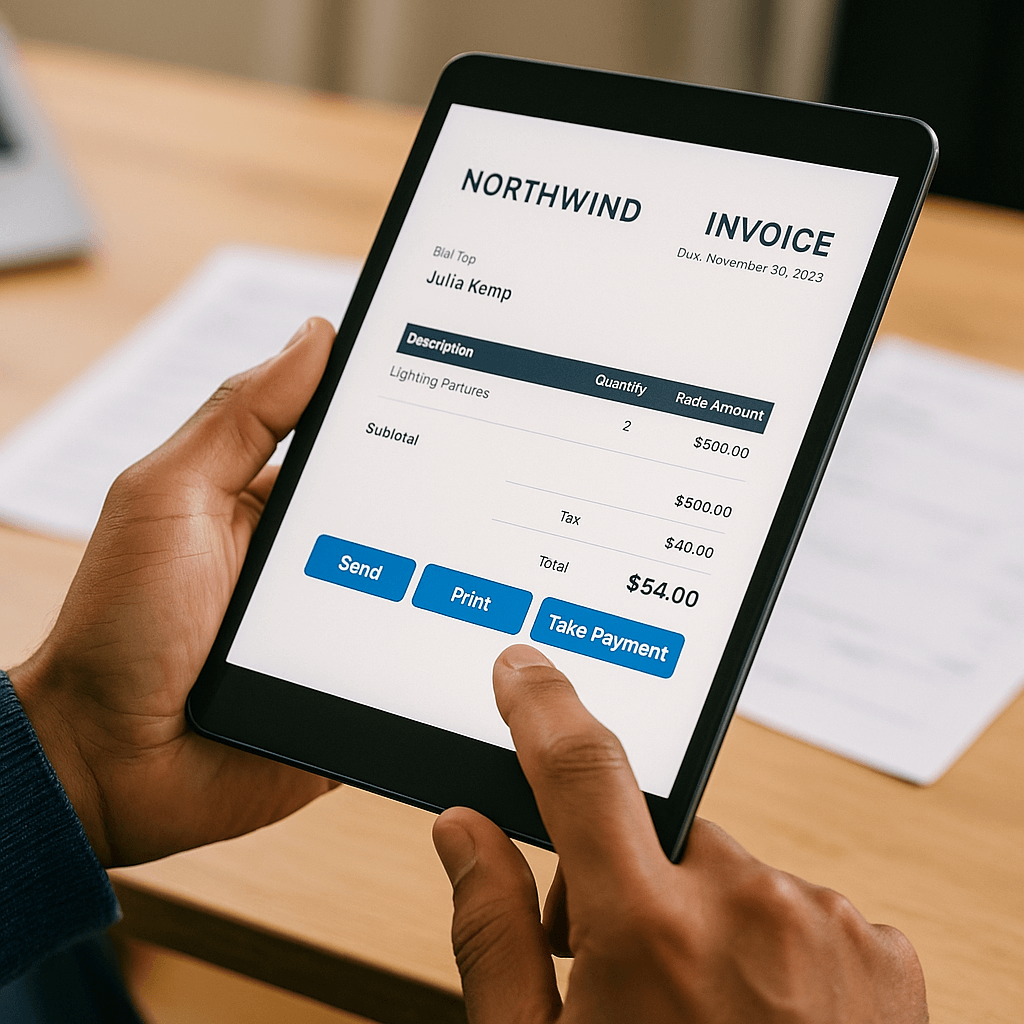 NORTHWIND
INVOICE
Dux. November 30, 2023
Blal Top
Julia Kemp
Description Quantify Rade Amount
Lighting Partures 2 $500.00
Sublotal $500.00
Tax $40.00
Total $54.00
Send Print Take Payment